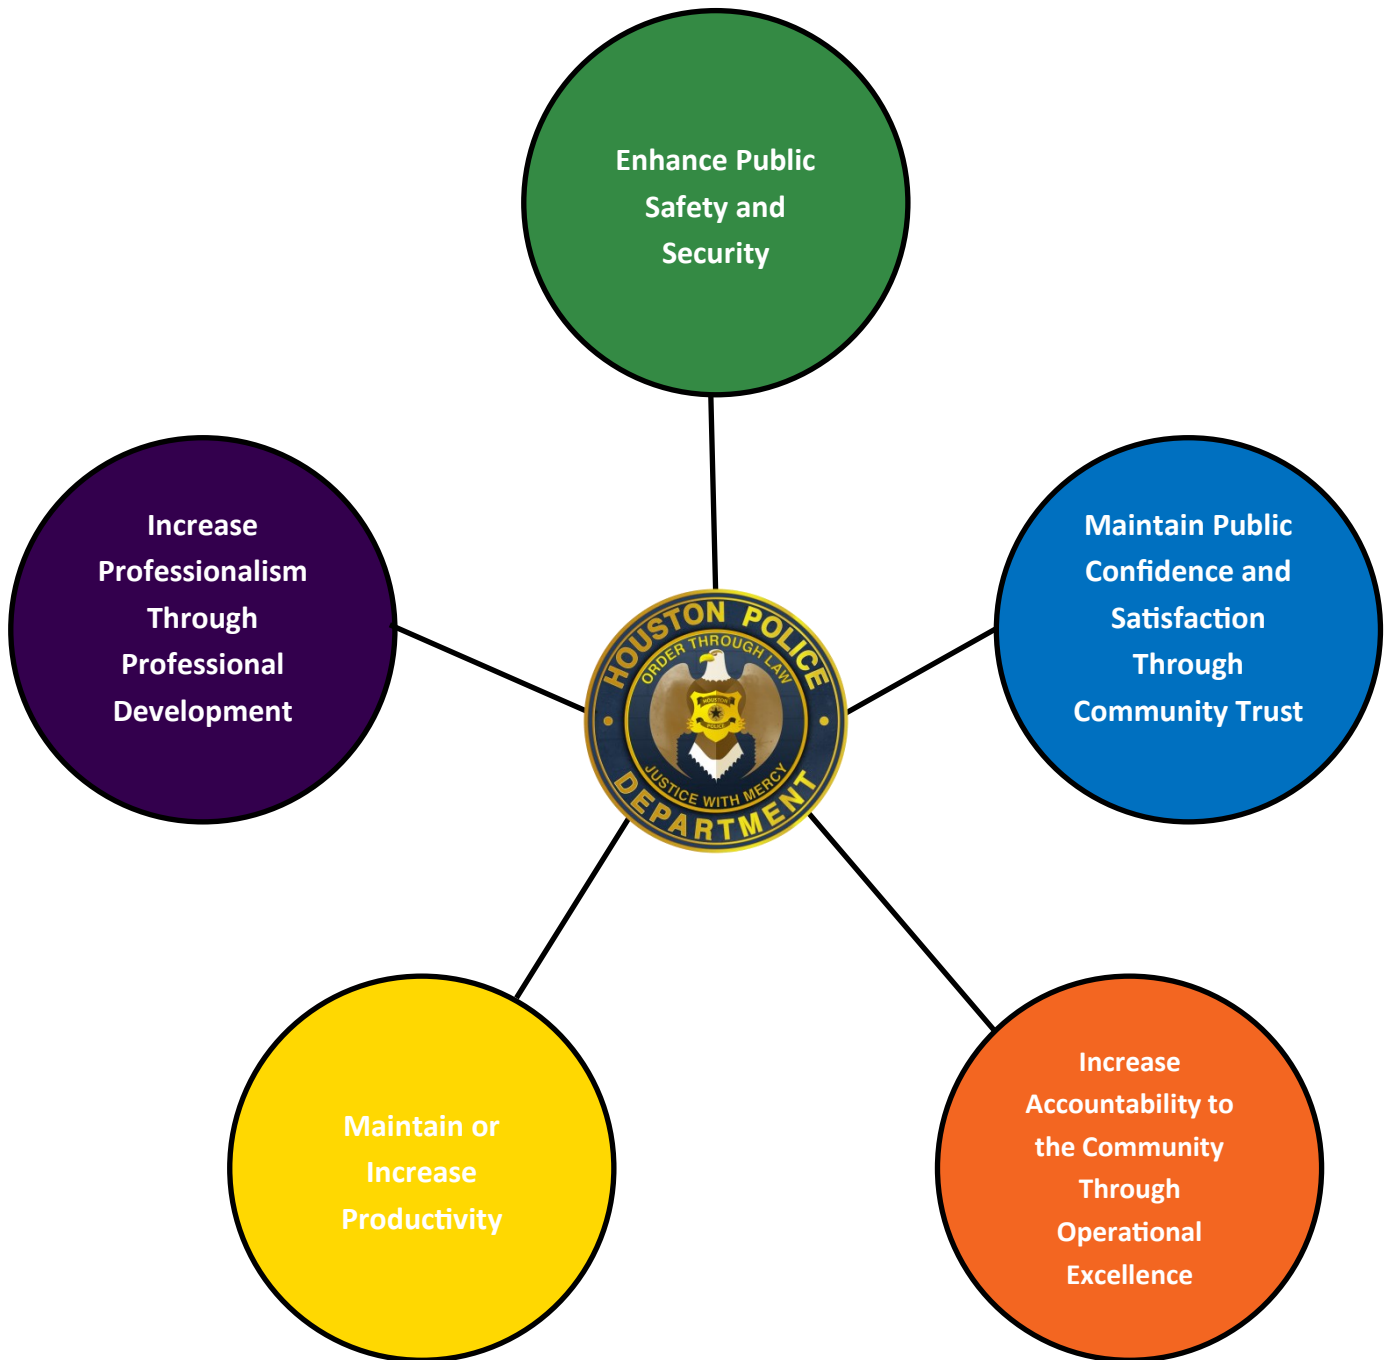 Enhance Public
Safety and
Security
Increase
Professionalism
Through
Professional
Development
Maintain Public
Confidence and
Satisfaction
Through
Community Trust
HOUSTON POLICE
ORDER THROUGH LAW
HOUSTON
POLICE
JUSTICE WITH MERCY
DEPARTMENT
Maintain or
Increase
Productivity
Increase
Accountability to
the Community
Through
Operational
Excellence